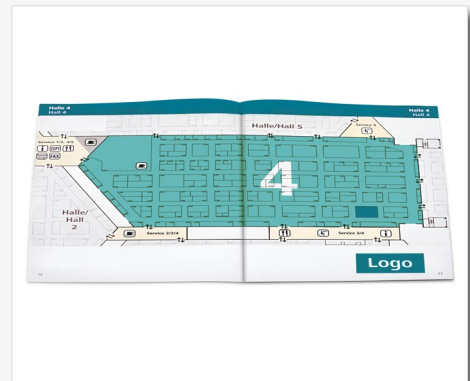 Halle 4
Hall 4
Halle 4
Hall 4
Service 4
Halle/Hall 5
Service 1/2, 4/5
4
Halle/
Hall
2
Service 2/3/4
Service 3/4
Logo